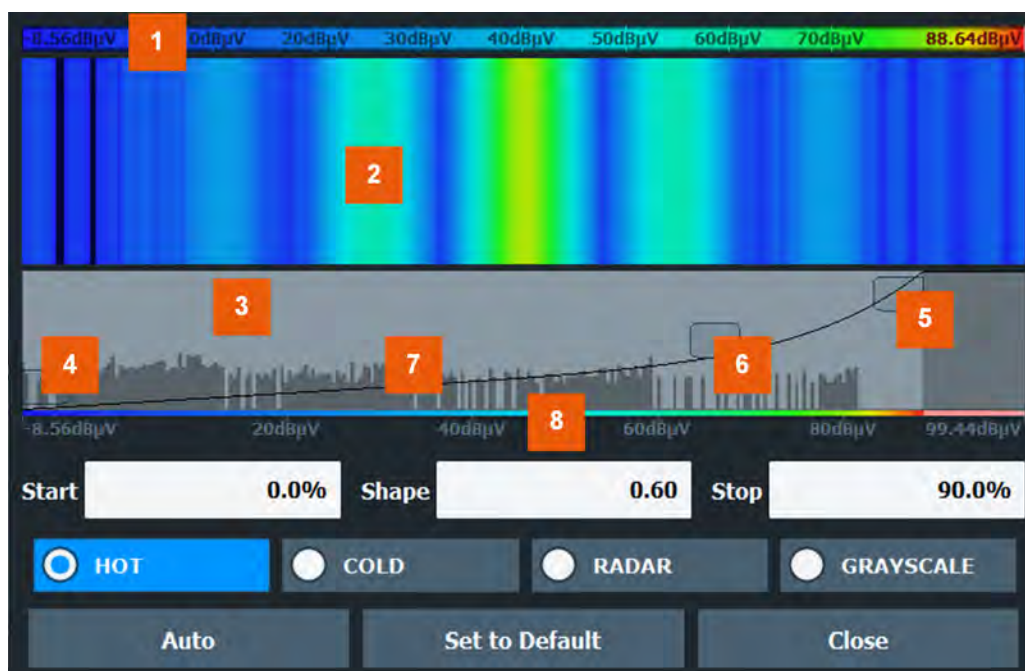 -8.56dBµV 1 0dBµV 20dBµV 30dBµV 40dBµV 50dBµV 60dBµV 70dBµV 88.64dBµV
2
3
5
4 7 6
8
-8.56dBµV 20dBµV 40dBµV 60dBµV 80dBµV 99.44dBµV
Start 0.0% Shape 0.60 Stop 90.0%
HOT COLD RADAR GRAYSCALE
Auto Set to Default Close